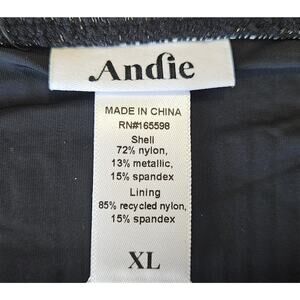 Andie
MADE IN CHINA
RN#165598
Shell
72% nylon,
13% metallic,
15% spandex
Lining
85% recycled nylon,
15% spandex
XL